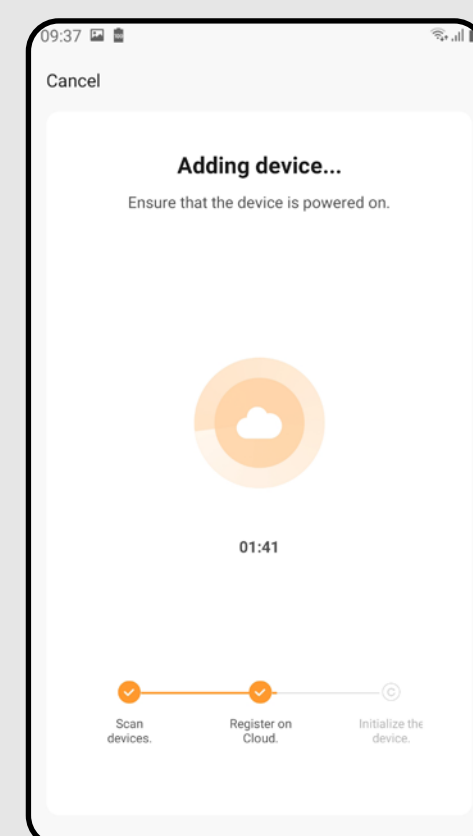 09:37
Cancel
Adding device...
Ensure that the device is powered on.
01:41
Scan
devices.
Register on
Cloud.
Initialize the
device.